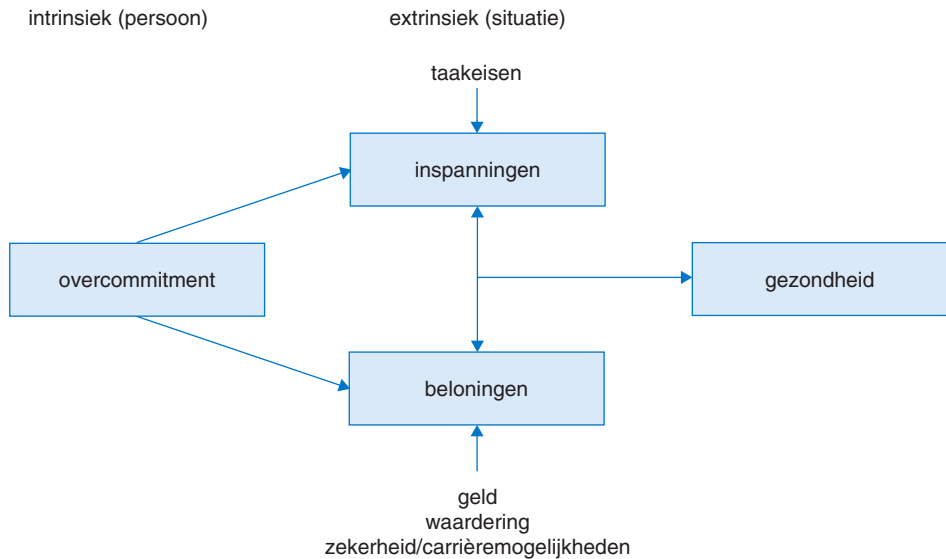 intrinsiek (persoon)
extrinsiek (situatie)
taakeisen
inspanningen
overcommitment
gezondheid
beloningen
geld
waardering
zekerheid/carrièremogelijkheden